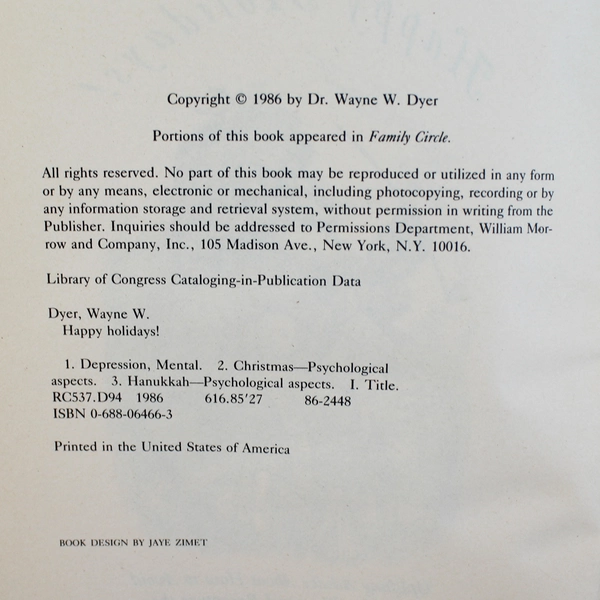 Copyright © 1986 by Dr. Wayne W. Dyer
Portions of this book appeared in Family Circle.
All rights reserved. No part of this book may be reproduced or utilized in any form
or by any means, electronic or mechanical, including photocopying, recording or by
any information storage and retrieval system, without permission in writing from the
Publisher. Inquiries should be addressed to Permissions Department, William Mor-
row and Company, Inc., 105 Madison Ave., New York, N.Y. 10016.
Library of Congress Cataloging-in-Publication Data
Dyer, Wayne W.
Happy holidays!
1. Depression, Mental. 2. Christmas—Psychological
aspects. 3. Hanukkah—Psychological aspects. I. Title.
RC537.D94 1986 616.85'27 86-2448
ISBN 0-688-06466-3
Printed in the United States of America
BOOK DESIGN BY JAYE ZIMET